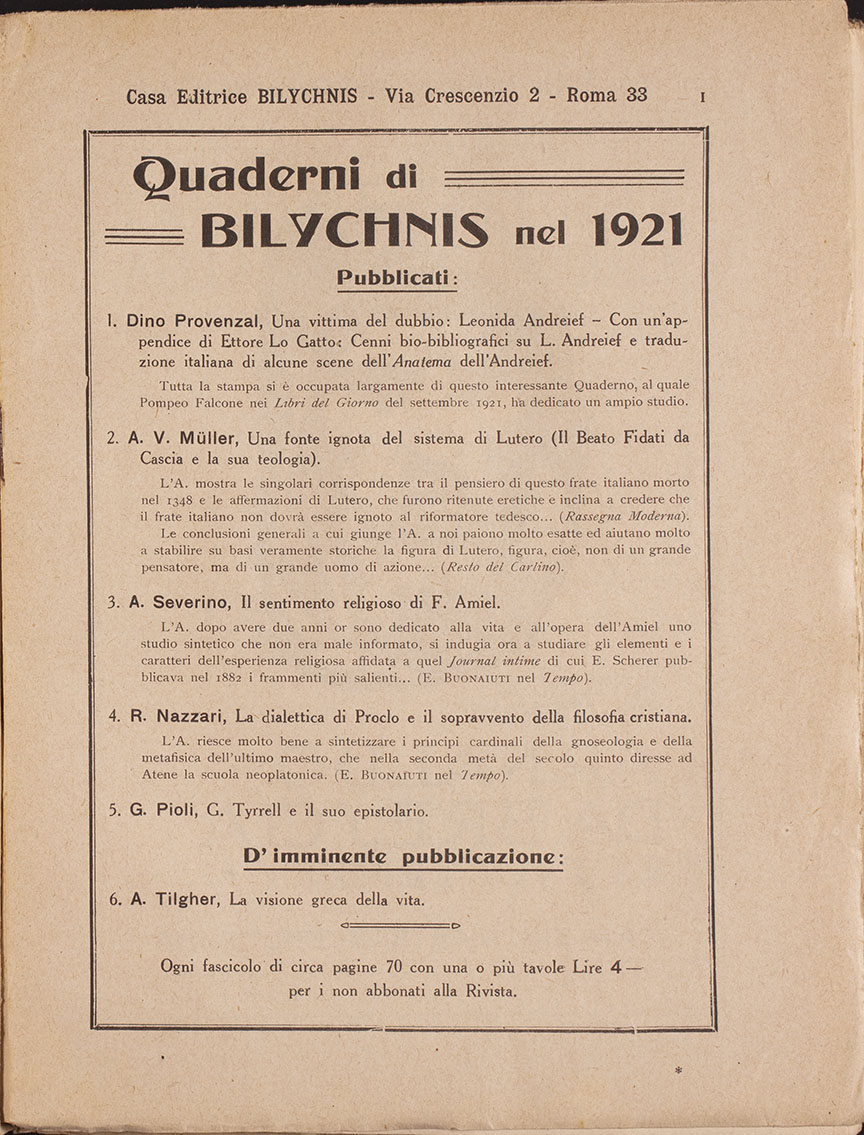 Casa Editrice BILYCHNIS - Via Crescenzio 2 - Roma 33 I
Quaderni di
BILYCHNIS nel 1921
Pubblicati:
1. Dino Provenzal, Una vittima del dubbio: Leonida Andreief – Con un'ap-
pendice di Ettore Lo Gatto: Cenni bio-bibliografici su L. Andreief e tradu-
zione italiana di alcune scene dell'Anatema dell'Andreief.
Tutta la stampa si è occupata largamente di questo interessante Quaderno, al quale
Pompeo Falcone nei Libri del Giorno del settembre 1921, ha dedicato un ampio studio.
2. A. V. Müller, Una fonte ignota del sistema di Lutero (Il Beato Fidati da
Cascia e la sua teologia).
L'A. mostra le singolari corrispondenze tra il pensiero di questo frate italiano morto
nel 1348 e le affermazioni di Lutero, che furono ritenute eretiche e inclina a credere che
il frate italiano non dovrà essere ignoto al riformatore tedesco... (Rassegna Moderna).
Le conclusioni generali a cui giunge l'A. a noi paiono molto esatte ed aiutano molto
a stabilire su basi veramente storiche la figura di Lutero, figura, cioè, non di un grande
pensatore, ma di un grande uomo di azione... (Resto del Carlino).
3. A. Severino, Il sentimento religioso di F. Amiel.
L'A. dopo avere due anni or sono dedicato alla vita e all'opera dell'Amiel uno
studio sintetico che non era male informato, si indugia ora a studiare gli elementi e i
caratteri dell'esperienza religiosa affidata a quel Journal intime di cui E. Scherer pub-
blicava nel 1882 i frammenti più salienti... (E. BUONAIUTI nel Tempo).
4. R. Nazzari, La dialettica di Proclo e il sopravvento della filosofia cristiana.
L'A. riesce molto bene a sintetizzare i principi cardinali della gnoseologia e della
metafisica dell'ultimo maestro, che nella seconda metà del secolo quinto diresse ad
Atene la scuola neoplatonica. (E. BUONAIUTI nel Tempo).
5. G. Pioli, G. Tyrrell e il suo epistolario.
D'imminente pubblicazione:
6. A. Tilgher, La visione greca della vita.
Ogni fascicolo di circa pagine 70 con una o più tavole Lire 4 —
per i non abbonati alla Rivista.
*